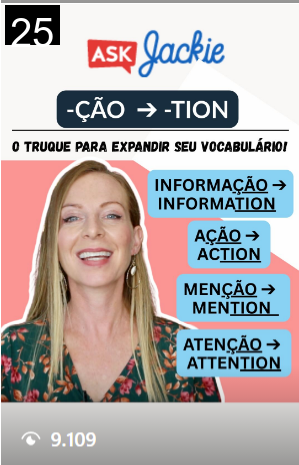 25
ASK Jackie
-ÇÃO → -TION
O TRUQUE PARA EXPANDIR SEU VOCABULÁRIO!
INFORMAÇÃO →
INFORMATION
AÇÃO →
ACTION
MENÇÃO →
MENTION
ATENÇÃO →
ATTENTION
9.109